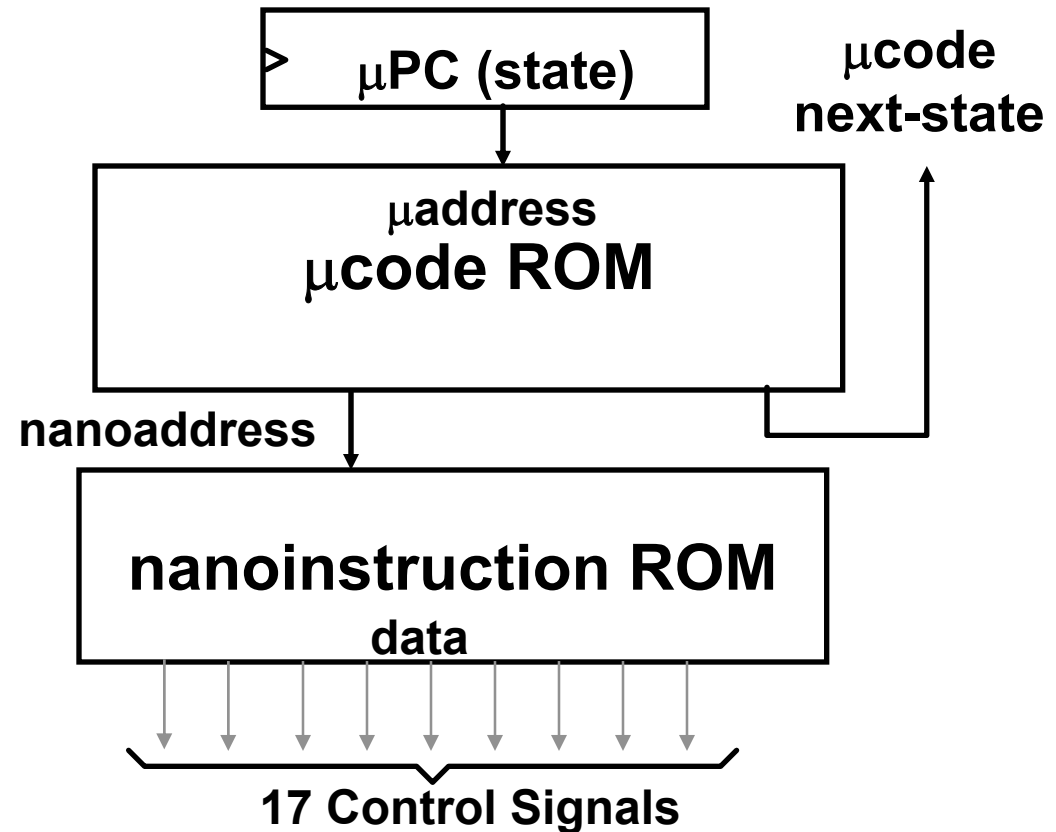 μPC (state)
μcode
next-state
μaddress
μcode ROM
nanoaddress
nanoinstruction ROM
data
17 Control Signals